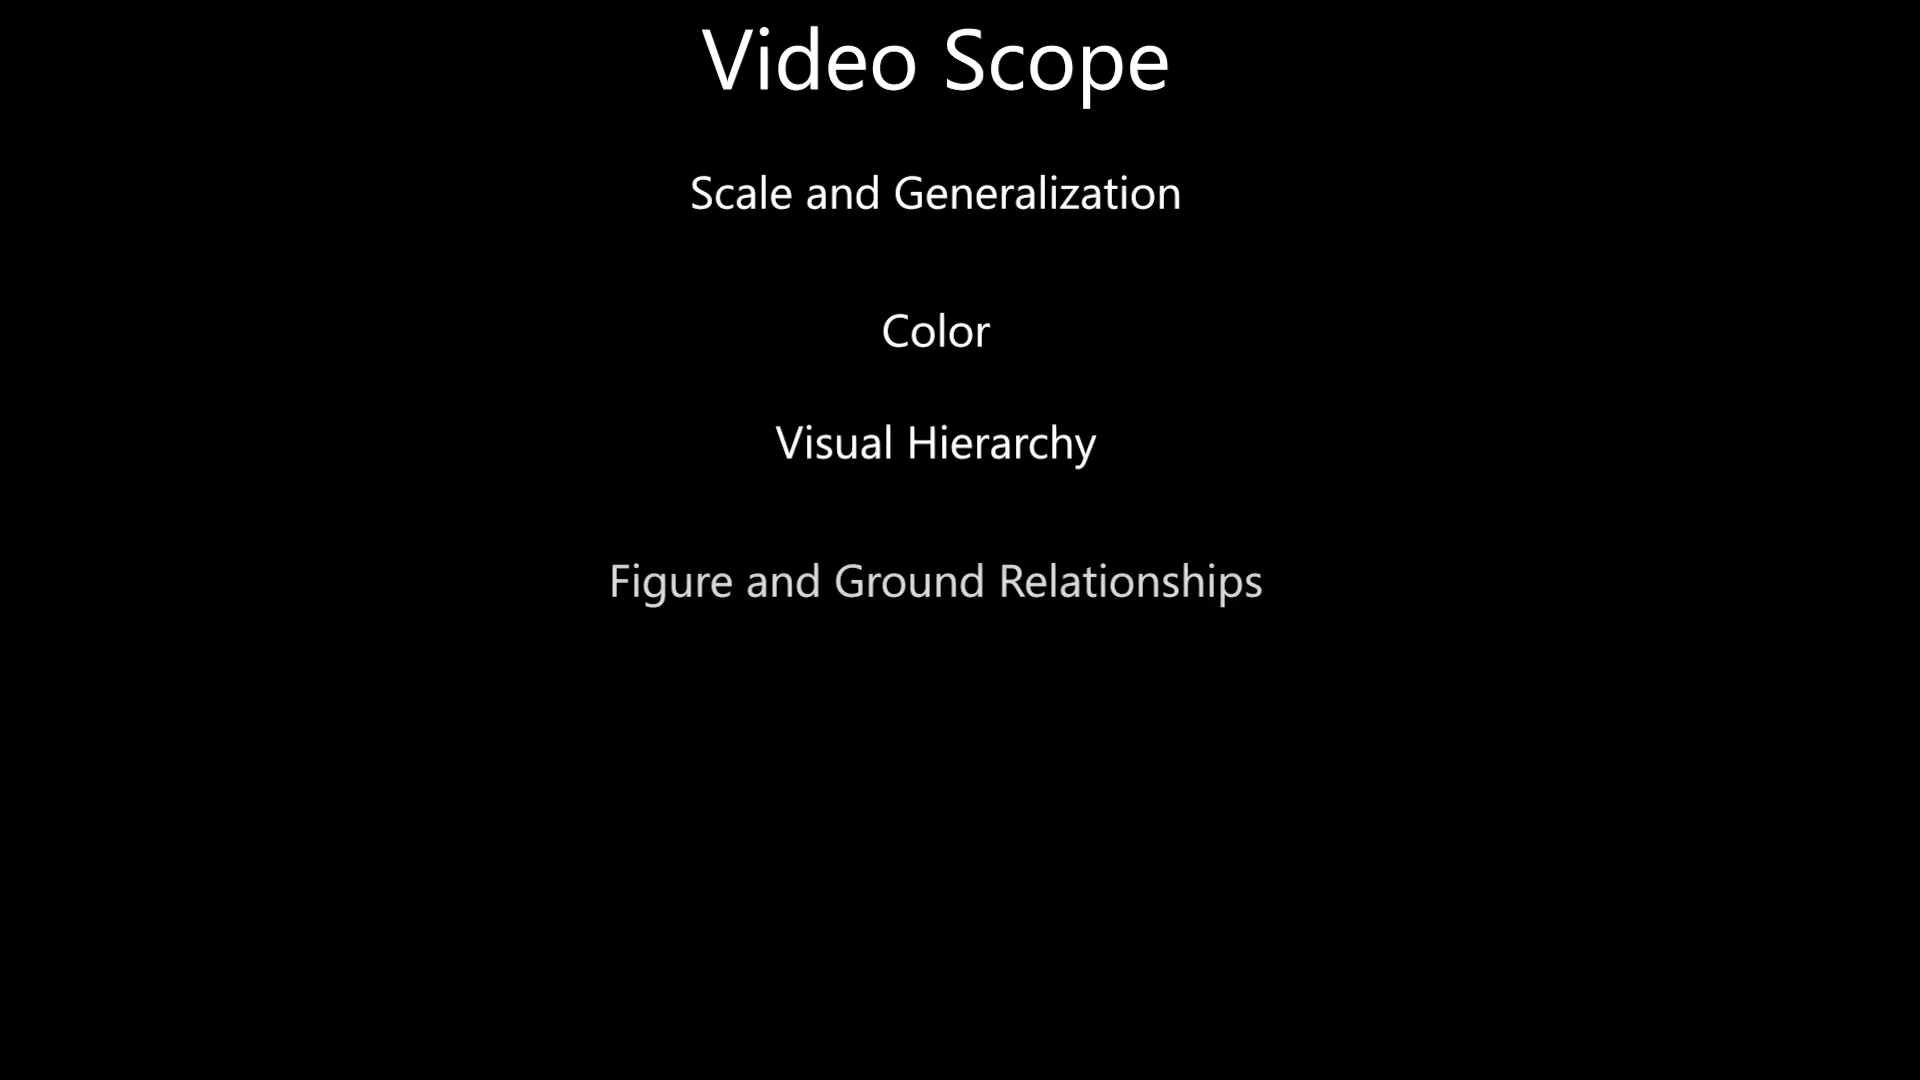 Video Scope
Scale and Generalization
Color
Visual Hierarchy
Figure and Ground Relationships